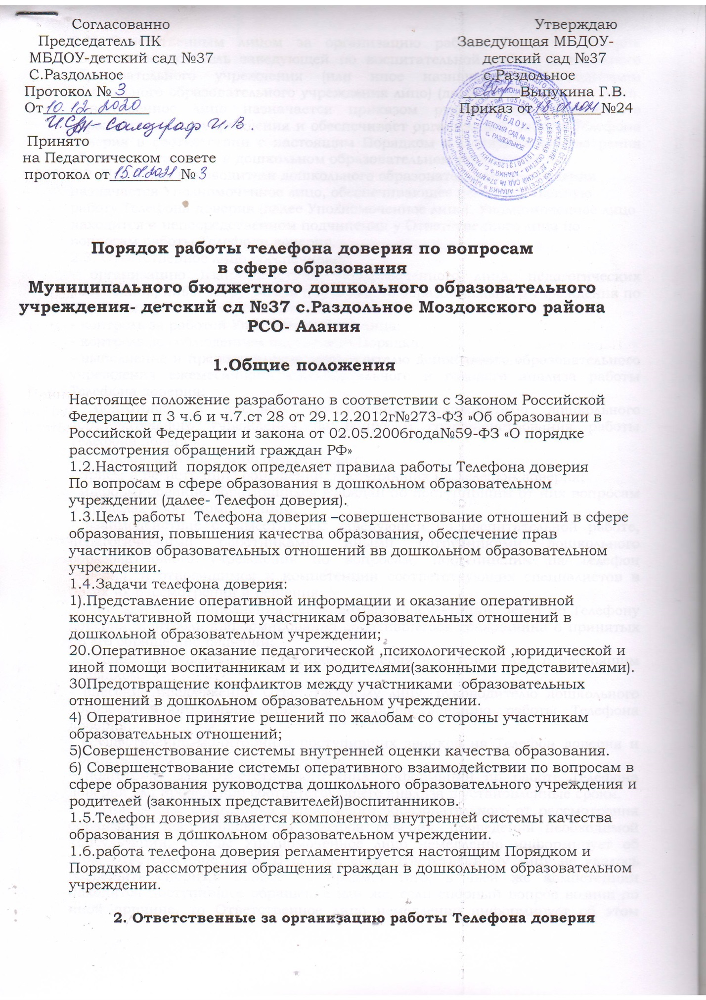 Согласованно
Председатель ПК
МБДОУ-детский сад №37
С.Раздольное
Протокол № 3
От 10.12.2020
Принято
на Педагогическом  совете
протокол от 15.01.2021 № 3
Утверждаю
Заведующая МБДОУ-
детский сад №37
с.Раздольное
Вытукина Г.В.
Приказ от №24
МБДОУ-
ДЕТСКИЙ САД № 37
с. РАЗДОЛЬНОЕ
Порядок работы телефона доверия по вопросам
в сфере образования
Муниципального бюджетного дошкольного образовательного
учреждения- детский сд №37 с.Раздольное Моздокского района
РСО- Алания
1.Общие положения
Настоящее положение разработано в соответствии с Законом Российской
Федерации п 3 ч.6 и ч.7.ст 28 от 29.12.2012г№273-ФЗ »Об образовании в
Российской Федерации и закона от 02.05.2006года№59-ФЗ «О порядке
рассмотрения обращений граждан РФ»
1.2.Настоящий  порядок определяет правила работы Телефона доверия
По вопросам в сфере образования в дошкольном образовательном
учреждении (далее- Телефон доверия).
1.3.Цель работы  Телефона доверия –совершенствование отношений в сфере
образования, повышения качества образования, обеспечение прав
участников образовательных отношений вв дошкольном образовательном
учреждении.
1.4.Задачи телефона доверия:
1).Представление оперативной информации и оказание оперативной
консультативной помощи участникам образовательных отношений в
дошкольной образовательном учреждении;
20.Оперативное оказание педагогической ,психологической ,юридической и
иной помощи воспитанникам и их родителями(законными представителями).
30Предотвращение конфликтов между участниками  образовательных
отношений в дошкольном образовательном учреждении.
4) Оперативное принятие решений по жалобам со стороны участникам
образовательных отношений;
5)Совершенствование системы внутренней оценки качества образования.
6) Совершенствование системы оперативного взаимодействии по вопросам в
сфере образования руководства дошкольного образовательного учреждения и
родителей (законных представителей)воспитанников.
1.5.Телефон доверия является компонентом внутренней системы качества
образования в дошкольном образовательном учреждении.
1.6.работа телефона доверия регламентируется настоящим Порядком и
Порядком рассмотрения обращения граждан в дошкольном образовательном
учреждении.
2. Ответственные за организацию работы Телефона доверия